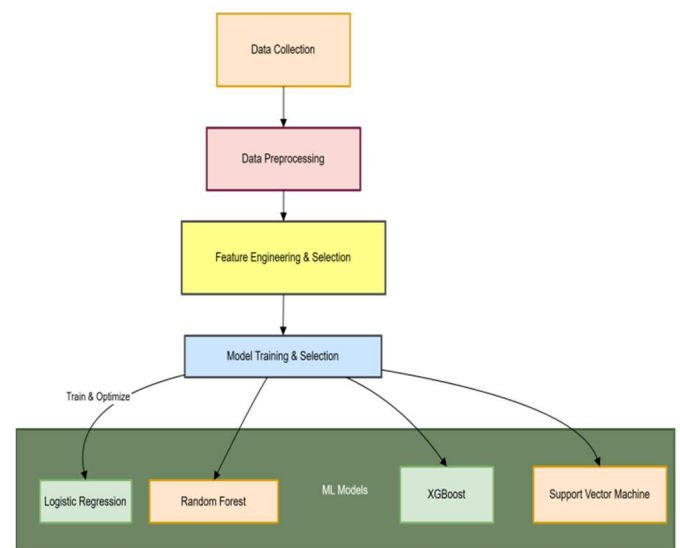 Data Collection
Data Preprocessing
Feature Engineering & Selection
Model Training & Selection
Train & Optimize
Logistic Regression
Random Forest
ML Models
XGBoost
Support Vector Machine